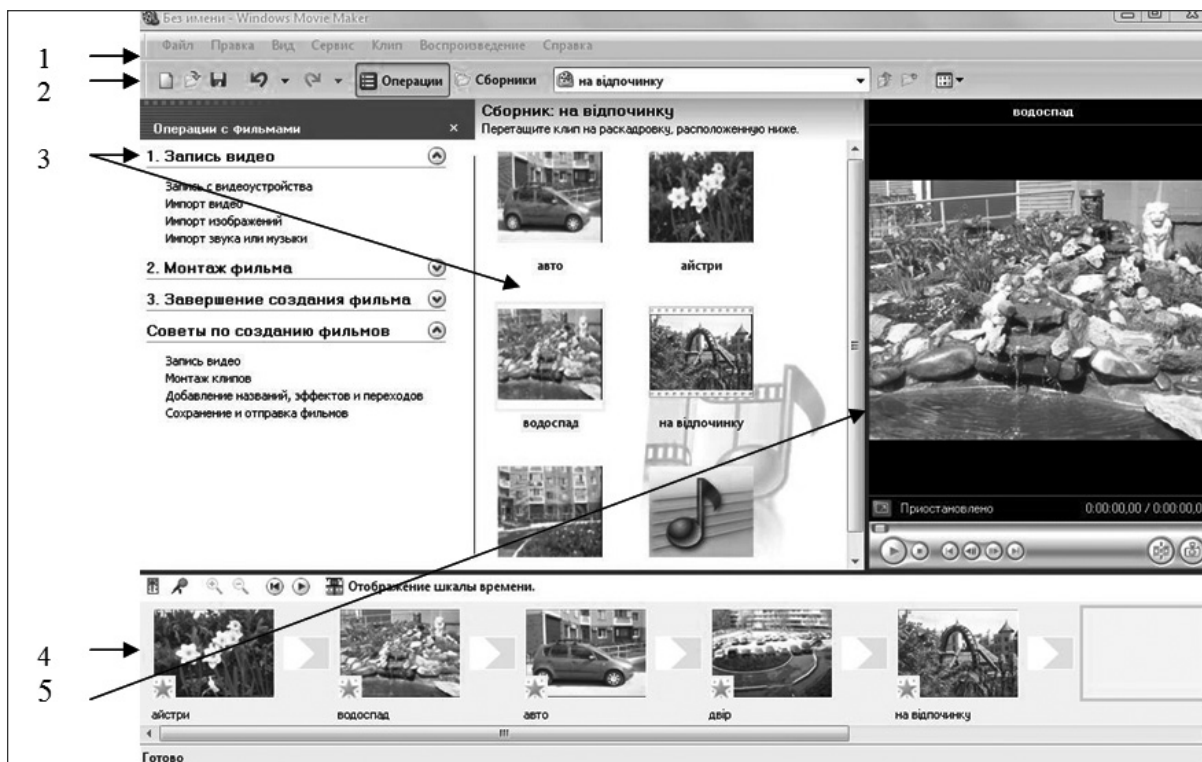 Без имени - Windows Movie Maker
1
Файл Правка Вид Сервис Клип Воспроизведение Справка
2
Операции Сборники на відпочинку
Операции с фильмами ×
Сборник: на відпочинку
Перетащите клип на раскадровку, расположенную ниже.
водоспад
3
1. Запись видео
Запись с видеоустройства
Импорт видео
Импорт изображений
Импорт звука или музыки
2. Монтаж фильма
3. Завершение создания фильма
Советы по созданию фильмов
Запись видео
Монтаж клипов
Добавление названий, эффектов и переходов
Сохранение и отправка фильмов
авто айстри
водоспад на відпочинку
Приостановлено 0:00:00,00 / 0:00:00,0
Отображение шкалы времени.
4
5
айстри водоспад авто двір на відпочинку
Готово